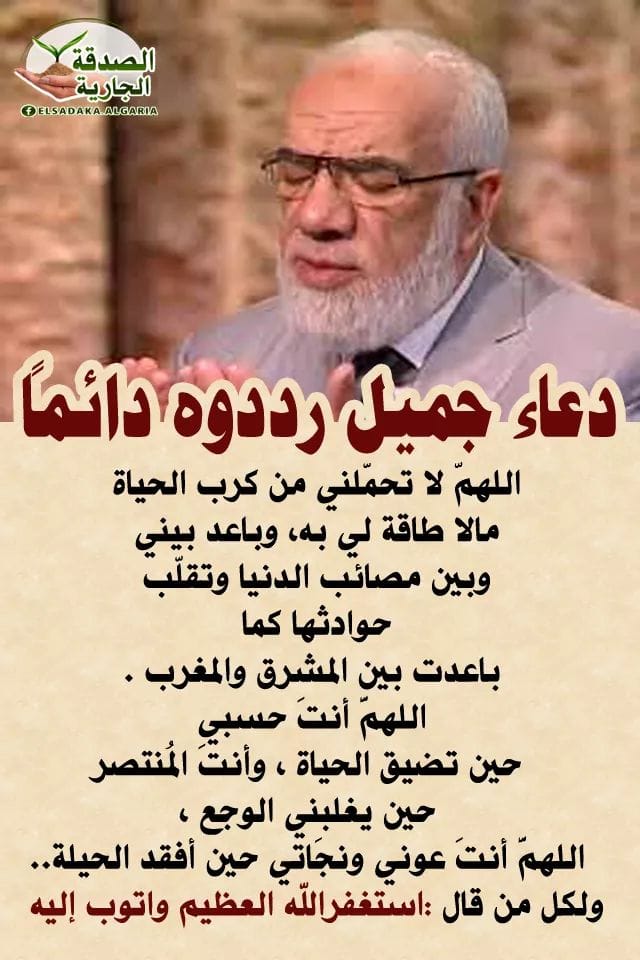 الصدقة
الجارية
ELSADAKA.ALGARIA
دعاء جميل رددوه دائماً
اللهمّ لا تحمّلني من كرب الحياة
مالا طاقة لي به، وباعد بيني
وبين مصائب الدنيا وتقلّب
حوادثها كما
باعدت بين المشرق والمغرب .
اللهمّ أنتَ حسبي
حين تضيق الحياة ، وأنتَ المُنتصر
حين يغلبني الوجع ،
اللهمّ أنتَ عوني ونجَاتي حين أفقد الحيلة..
ولكل من قال :استغفرالله العظيم واتوب إليه